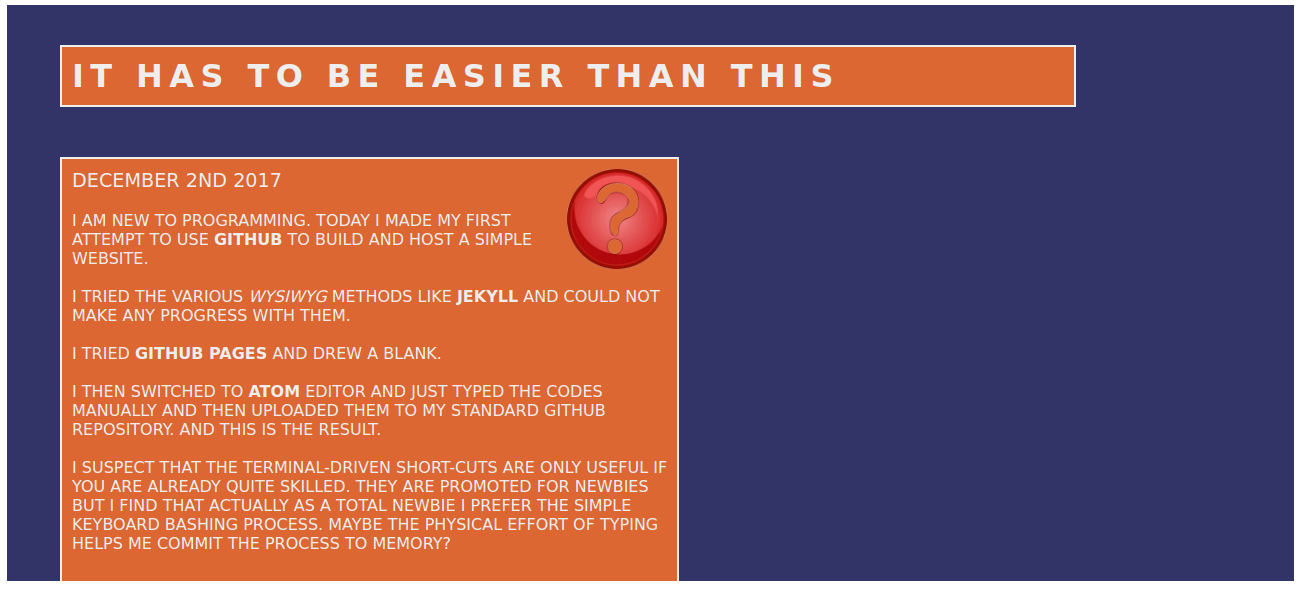 IT HAS TO BE EASIER THAN THIS
DECEMBER 2ND 2017
I AM NEW TO PROGRAMMING. TODAY I MADE MY FIRST
ATTEMPT TO USE GITHUB TO BUILD AND HOST A SIMPLE
WEBSITE.
I TRIED THE VARIOUS WYSIWYG METHODS LIKE JEKYLL AND COULD NOT
MAKE ANY PROGRESS WITH THEM.
I TRIED GITHUB PAGES AND DREW A BLANK.
I THEN SWITCHED TO ATOM EDITOR AND JUST TYPED THE CODES
MANUALLY AND THEN UPLOADED THEM TO MY STANDARD GITHUB
REPOSITORY. AND THIS IS THE RESULT.
I SUSPECT THAT THE TERMINAL-DRIVEN SHORT-CUTS ARE ONLY USEFUL IF
YOU ARE ALREADY QUITE SKILLED. THEY ARE PROMOTED FOR NEWBIES
BUT I FIND THAT ACTUALLY AS A TOTAL NEWBIE I PREFER THE SIMPLE
KEYBOARD BASHING PROCESS. MAYBE THE PHYSICAL EFFORT OF TYPING
HELPS ME COMMIT THE PROCESS TO MEMORY?